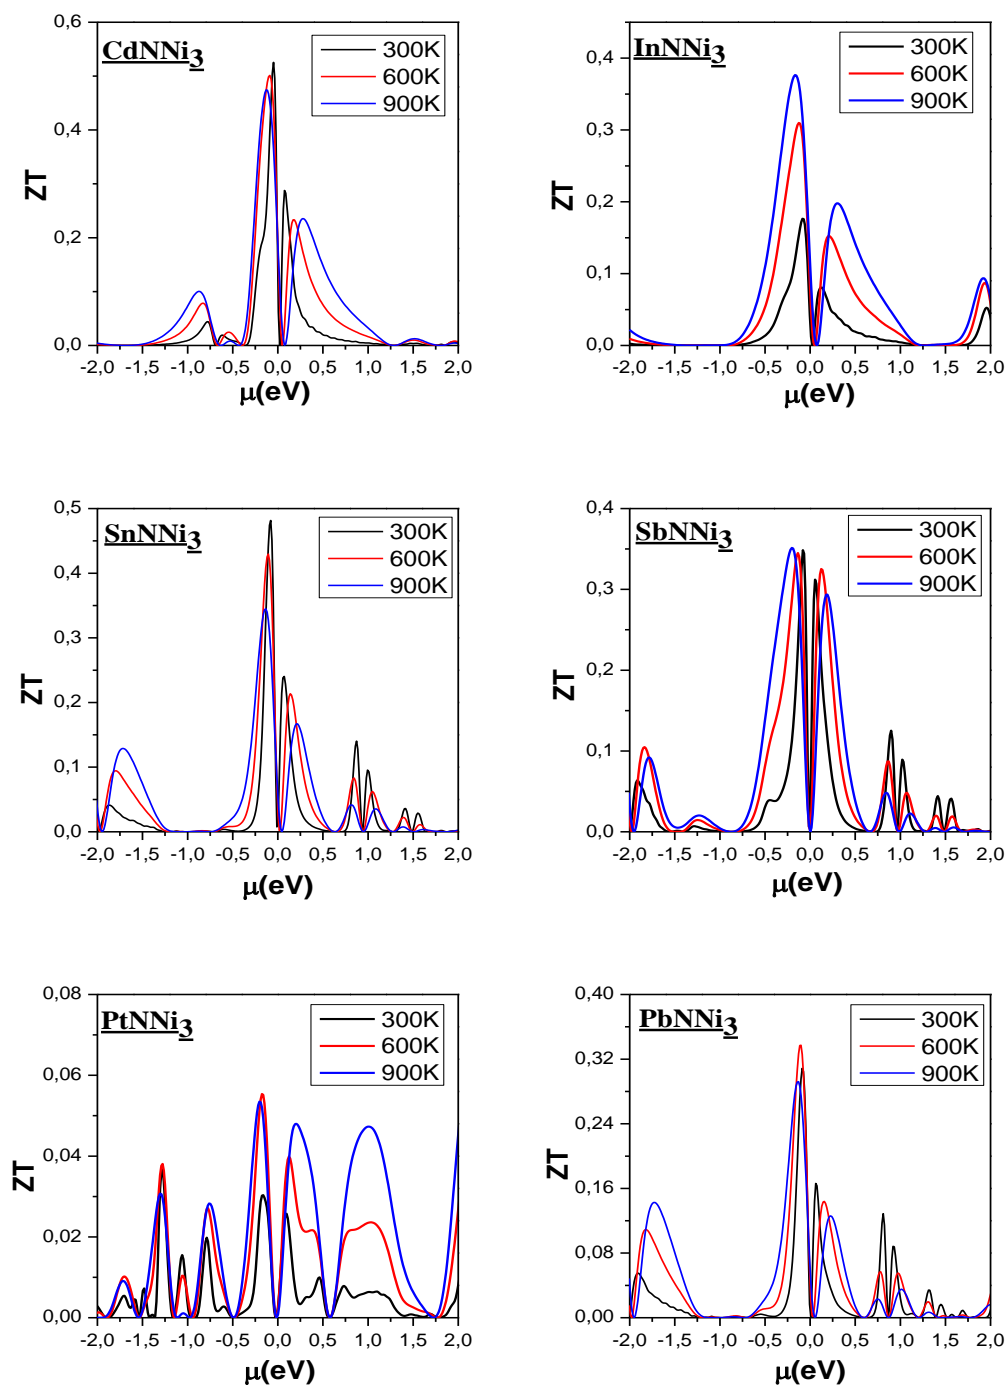 CdNNi3
300K
600K
900K
0,6
0,4
0,2
0,0
ZT
-2,0 -1,5 -1,0 -0,5 0,0 0,5 1,0 1,5 2,0
μ(eV)
InNNi3
300K
600K
900K
0,4
0,3
0,2
0,1
0,0
ZT
-2,0 -1,5 -1,0 -0,5 0,0 0,5 1,0 1,5 2,0
μ(eV)
SnNNi3
300K
600K
900K
0,5
0,4
0,3
0,2
0,1
0,0
ZT
-2,0 -1,5 -1,0 -0,5 0,0 0,5 1,0 1,5 2,0
μ(eV)
SbNNi3
300K
600K
900K
0,4
0,3
0,2
0,1
0,0
ZT
-2,0 -1,5 -1,0 -0,5 0,0 0,5 1,0 1,5 2,0
μ(eV)
PtNNi3
300K
600K
900K
0,08
0,06
0,04
0,02
0,00
ZT
-2,0 -1,5 -1,0 -0,5 0,0 0,5 1,0 1,5 2,0
μ(eV)
PbNNi3
300K
600K
900K
0,40
0,32
0,24
0,16
0,08
0,00
ZT
-2,0 -1,5 -1,0 -0,5 0,0 0,5 1,0 1,5 2,0
μ(eV)